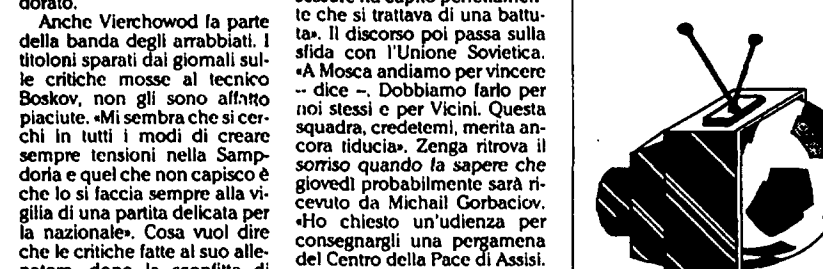 dorato.
Anche Vierchowod fa parte
della banda degli arrabbiati. I
titoloni sparati dai giornali sul-
le critiche mosse al tecnico
Boskov, non gli sono affatto
piaciute. «Mi sembra che si cer-
chi in tutti i modi di creare
sempre tensioni nella Samp-
doria e quel che non capisco è
che lo si faccia sempre alla vi-
gilia di una partita delicata per
la nazionale». Cosa vuol dire
che le critiche fatte al suo alle-
dopo la sconfitta di
te che si trattava di una battu-
ta». Il discorso poi passa sulla
sfida con l'Unione Sovietica.
«A Mosca andiamo per vincere
– dice –. Dobbiamo farlo per
noi stessi e per Vicini. Questa
squadra, credetemi, merita an-
cora fiducia». Zenga ritrova il
sorriso quando fa sapere che
giovedì probabilmente sarà ri-
cevuto da Michail Gorbaciov.
«Ho chiesto un'udienza per
consegnargli una pergamena
del Centro della Pace di Assisi.